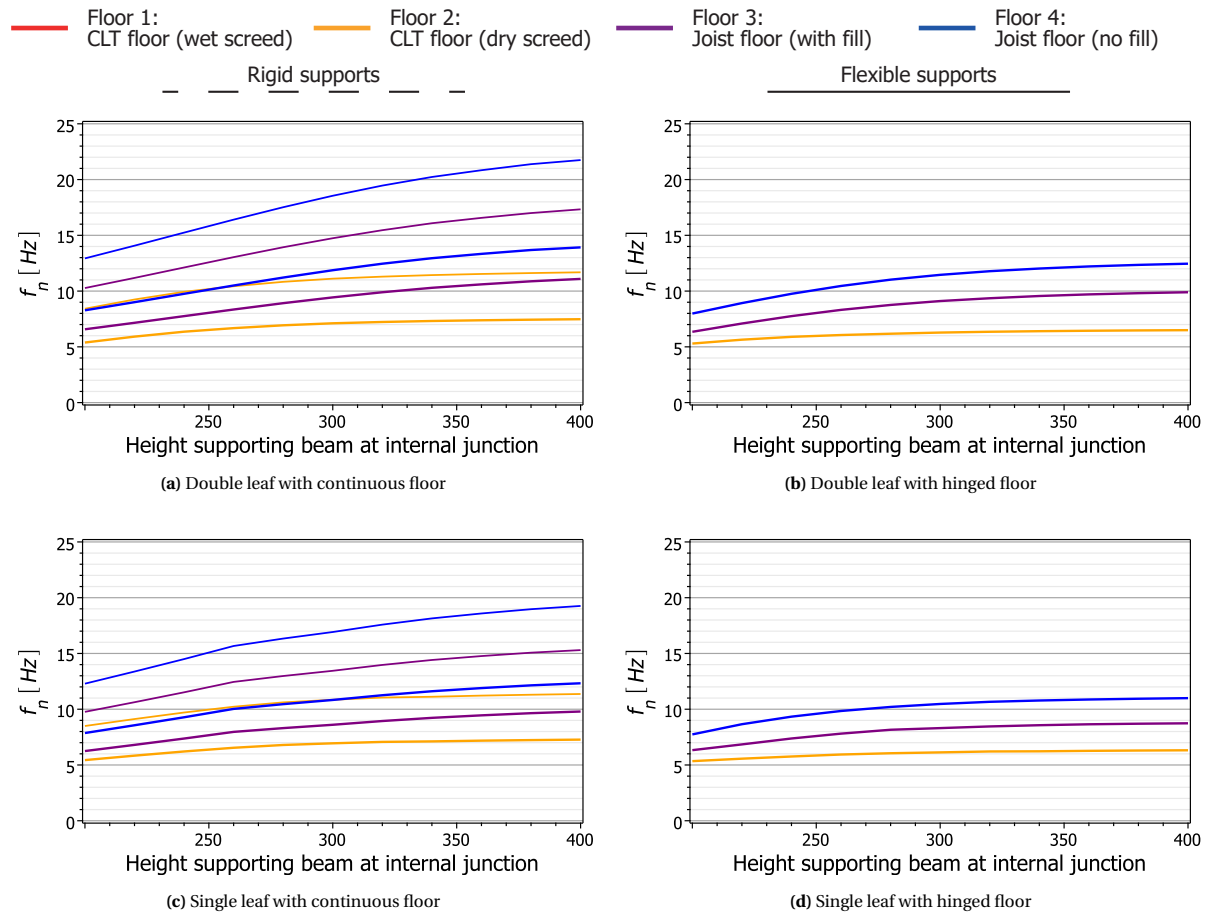 Floor 1:
CLT floor (wet screed)
Floor 2:
CLT floor (dry screed)
Floor 3:
Joist floor (with fill)
Floor 4:
Joist floor (no fill)
Rigid supports
Flexible supports
25
20
15
10
5
0
250
300
350
400
f n [ Hz ]
Height supporting beam at internal junction
(a) Double leaf with continuous floor
25
20
15
10
5
0
250
300
350
400
f n [ Hz ]
Height supporting beam at internal junction
(b) Double leaf with hinged floor
25
20
15
10
5
0
250
300
350
400
f n [ Hz ]
Height supporting beam at internal junction
(c) Single leaf with continuous floor
25
20
15
10
5
0
250
300
350
400
f n [ Hz ]
Height supporting beam at internal junction
(d) Single leaf with hinged floor